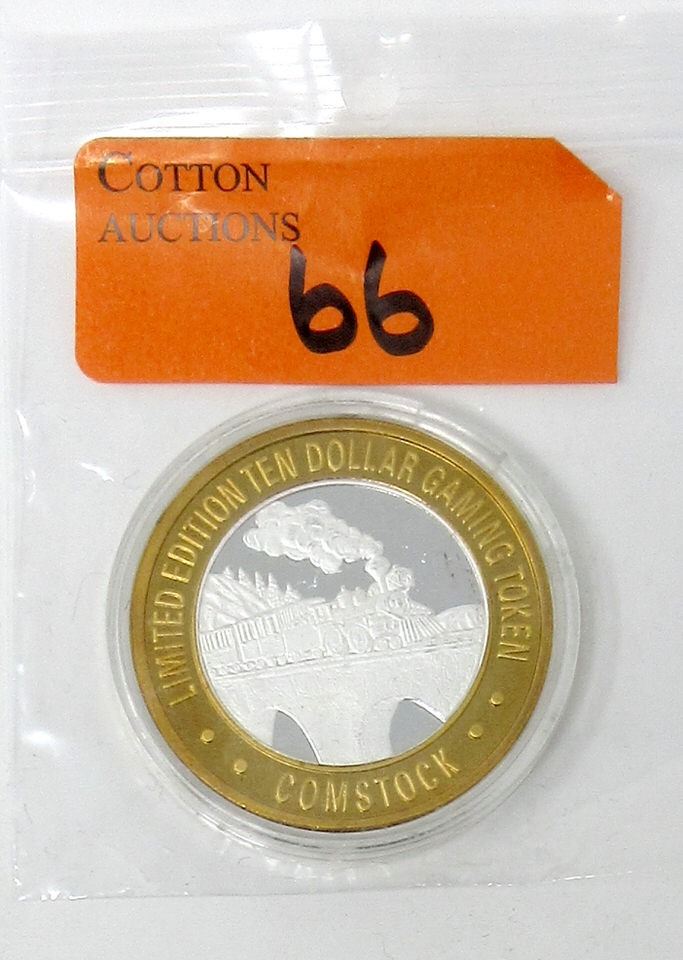 COTTON
AUCTIONS
66
LIMITED EDITION TEN DOLLAR GAMING TOKEN
COMSTOCK